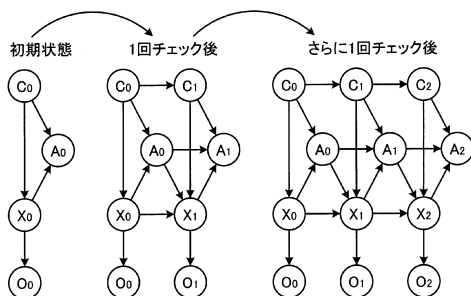 初期状態
1回チェック後
さらに1回チェック後
C0
A0
X0
O0
C0 C1
A0 A1
X0 X1
O0 O1
C0 C1 C2
A0 A1 A2
X0 X1 X2
O0 O1 O2